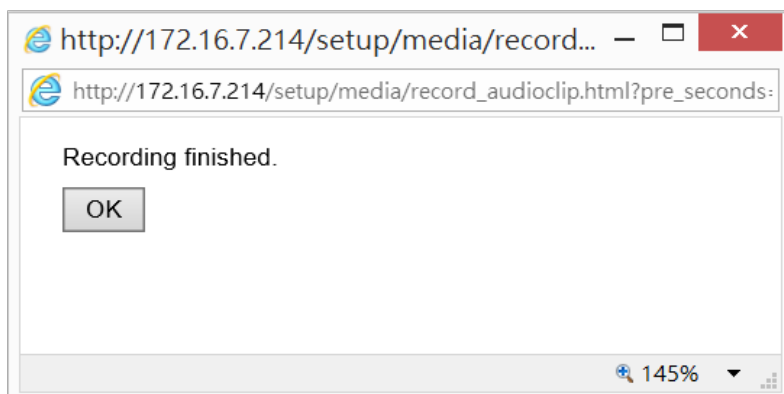 http://172.16.7.214/setup/media/record...
http://172.16.7.214/setup/media/record_audioclip.html?pre_seconds=
Recording finished.
OK
145%